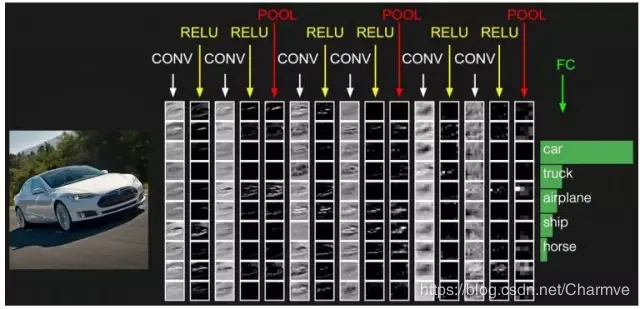 POOL POOL POOL
RELU RELU RELU RELU RELU RELU
CONV CONV CONV CONV CONV CONV
FC
car
truck
airplane
ship
horse
https://blog.csdn.net/Charmve